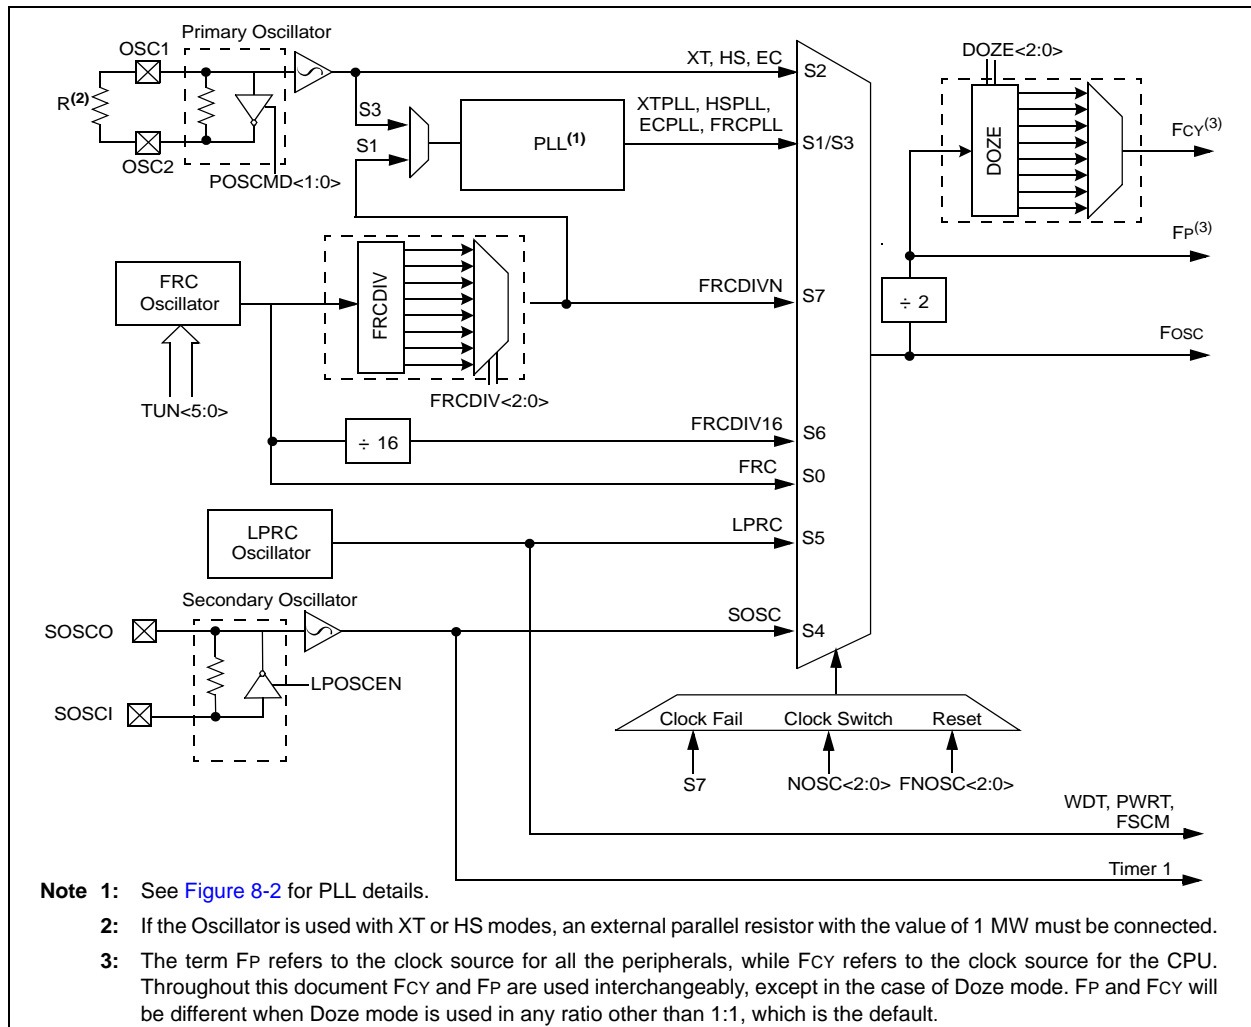 Primary Oscillator
DOZE<2:0>
OSC1
XT, HS, EC
S2
R(2)
S3
XTPLL, HSPLL,
ECPLL, FRCPLL
PLL(1)
S1/S3
DOZE
FCY(3)
S1
OSC2
POSCMD<1:0>
FP(3)
FRC
Oscillator
FRCDIV
FRCDIVN
S7
÷ 2
FOSC
TUN<5:0>
FRCDIV<2:0>
FRCDIV16
S6
÷ 16
FRC
S0
LPRC
Oscillator
LPRC
S5
Secondary Oscillator
SOSC
S4
SOSCO
LPOSCEN
SOSCI
Clock Fail
Clock Switch
Reset
S7
NOSC<2:0>
FNOSC<2:0>
WDT, PWRT,
FSCM
Timer 1
Note 1: See Figure 8-2 for PLL details.
2: If the Oscillator is used with XT or HS modes, an external parallel resistor with the value of 1 MW must be connected.
3: The term FP refers to the clock source for all the peripherals, while FCY refers to the clock source for the CPU.
Throughout this document FCY and FP are used interchangeably, except in the case of Doze mode. FP and FCY will
be different when Doze mode is used in any ratio other than 1:1, which is the default.